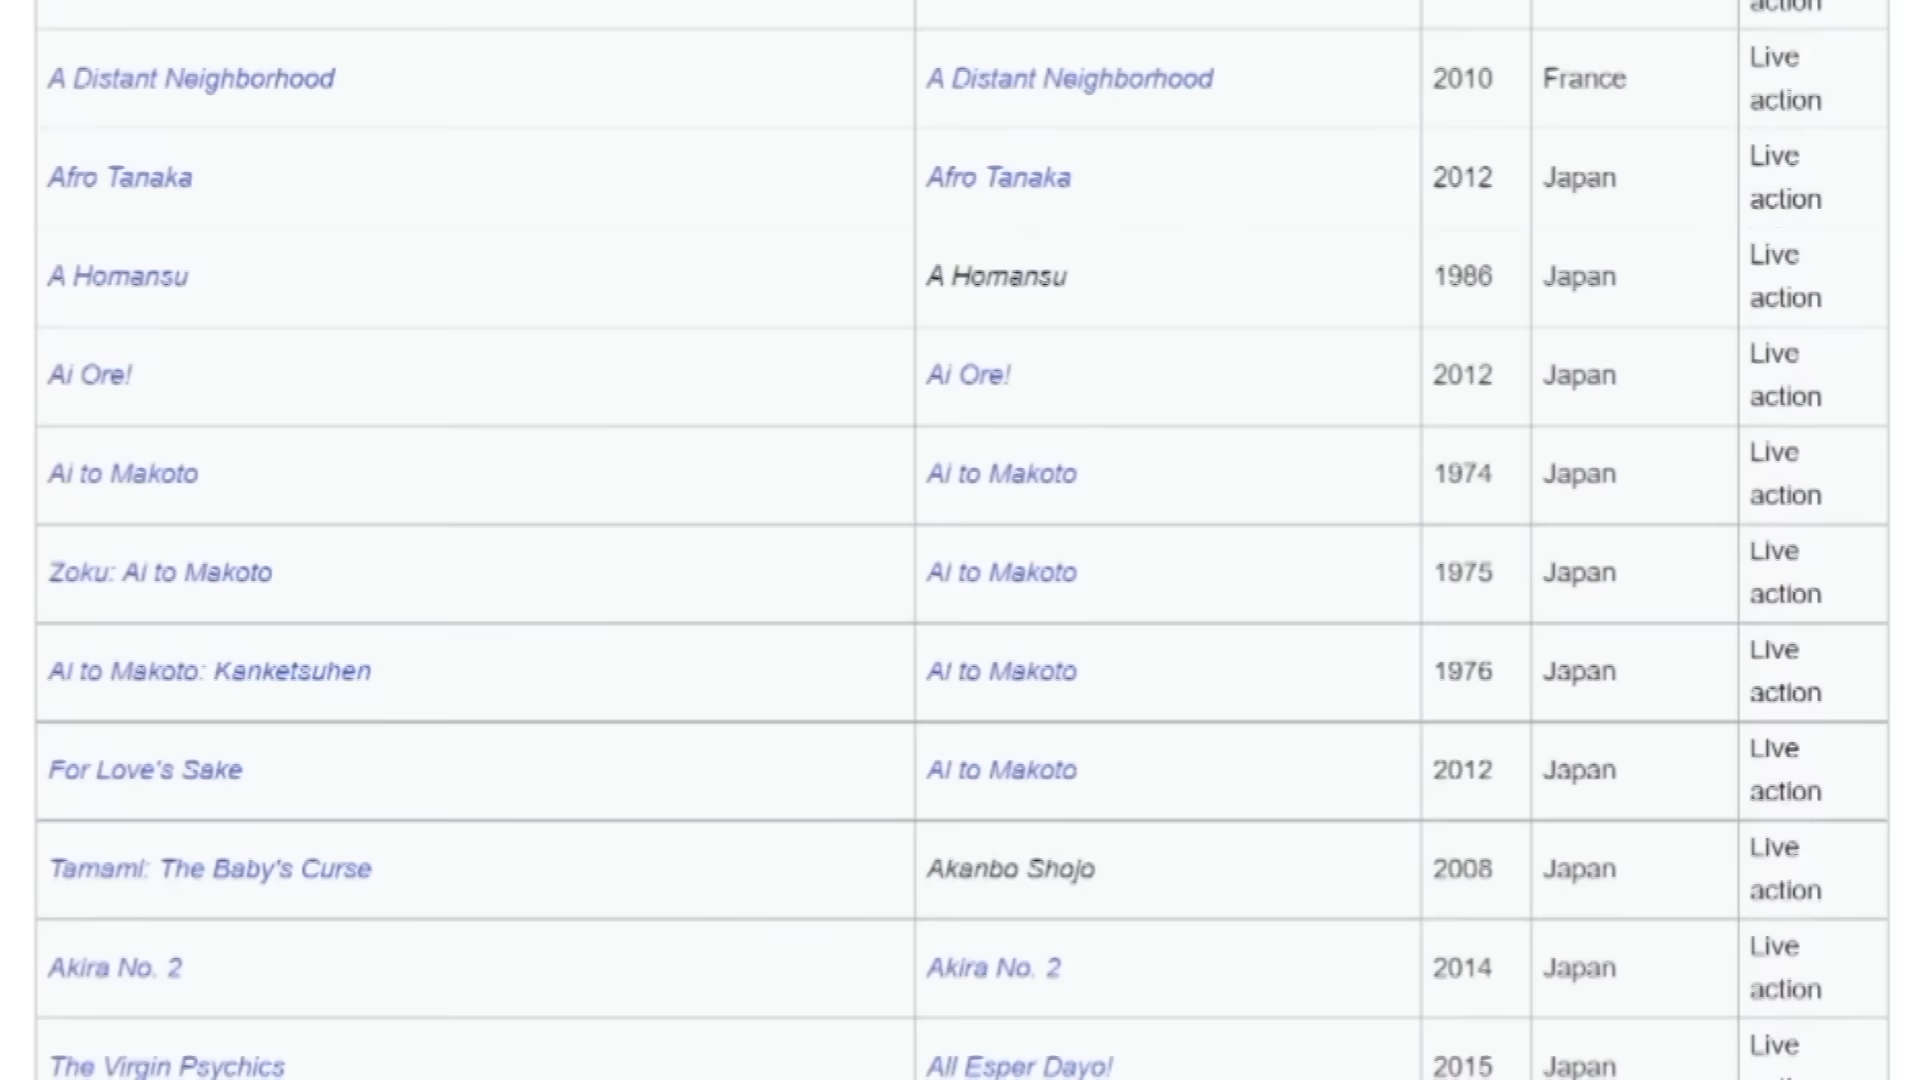 action
A Distant Neighborhood A Distant Neighborhood 2010 France Live action
Afro Tanaka Afro Tanaka 2012 Japan Live action
A Homansu A Homansu 1986 Japan Live action
Ai Ore! Ai Ore! 2012 Japan Live action
Ai to Makoto Ai to Makoto 1974 Japan Live action
Zoku: Ai to Makoto Ai to Makoto 1975 Japan Live action
Ai to Makoto: Kanketsuhen Ai to Makoto 1976 Japan Live action
For Love's Sake Ai to Makoto 2012 Japan Live action
Tamami: The Baby's Curse Akanbo Shojo 2008 Japan Live action
Akira No. 2 Akira No. 2 2014 Japan Live action
The Virgin Psychics All Esper Dayo! 2015 Japan Live